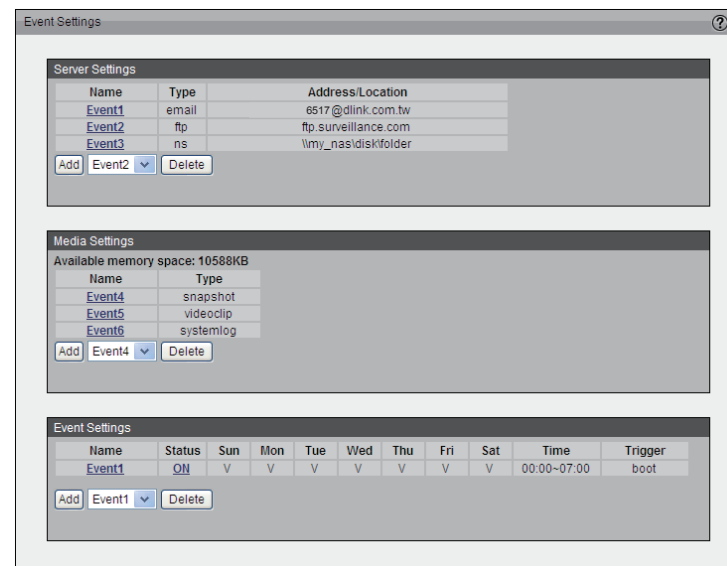 Event Settings
Server Settings
Name Type Address/Location
Event1 email 6517@dlink.com.tw
Event2 ftp ftp.surveillance.com
Event3 ns \\my_nas\disk\folder
Add Event2 Delete
Media Settings
Available memory space: 10588KB
Name Type
Event4 snapshot
Event5 videoclip
Event6 systemlog
Add Event4 Delete
Event Settings
Name Status Sun Mon Tue Wed Thu Fri Sat Time Trigger
Event1 ON V V V V V V V 00:00~07:00 boot
Add Event1 Delete